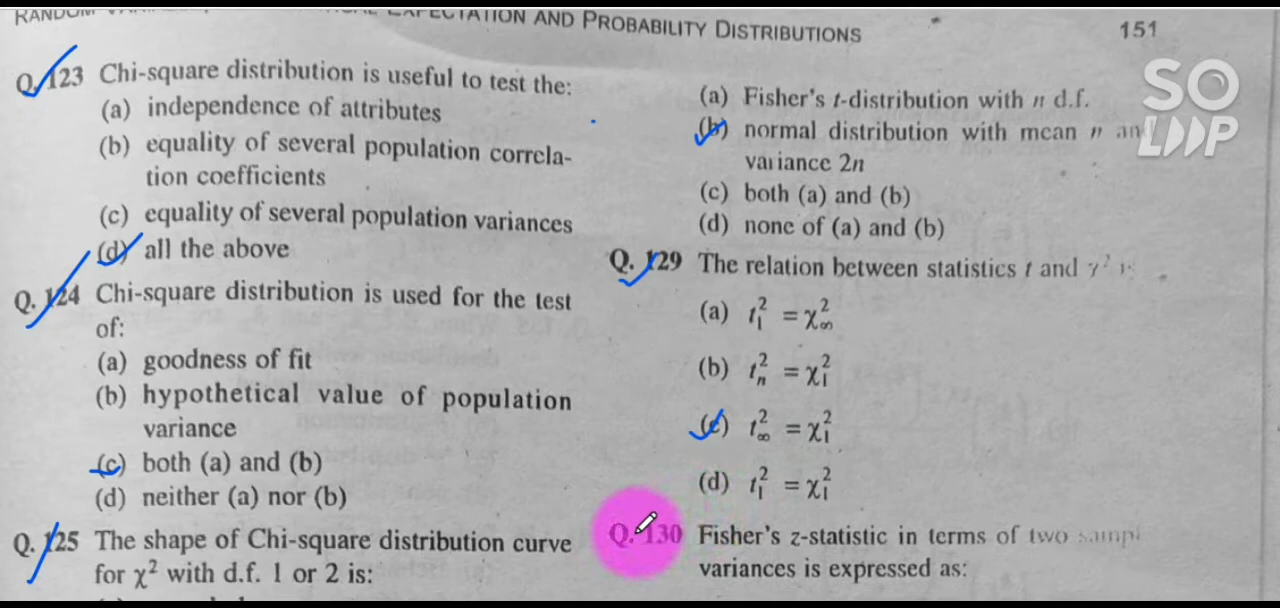 EXPECTATION AND PROBABILITY DISTRIBUTIONS
151
SO
LOOP
Q. 123 Chi-square distribution is useful to test the:
(a) independence of attributes
(b) equality of several population correla-
tion coefficients
(c) equality of several population variances
(d) all the above
Q. 124 Chi-square distribution is used for the test
of:
(a) goodness of fit
(b) hypothetical value of population
variance
(c) both (a) and (b)
(d) neither (a) nor (b)
Q. 125 The shape of Chi-square distribution curve
for χ² with d.f. 1 or 2 is:
(a) Fisher's t-distribution with n d.f.
(b) normal distribution with mean n an
variance 2n
(c) both (a) and (b)
(d) none of (a) and (b)
Q. 129 The relation between statistics t and χ² is
(a) t₁² = χ∞²
(b) tₙ² = χ₁²
(c) t∞² = χ₁²
(d) t₁² = χ₁²
Q. 130 Fisher's z-statistic in terms of two sampl
variances is expressed as: